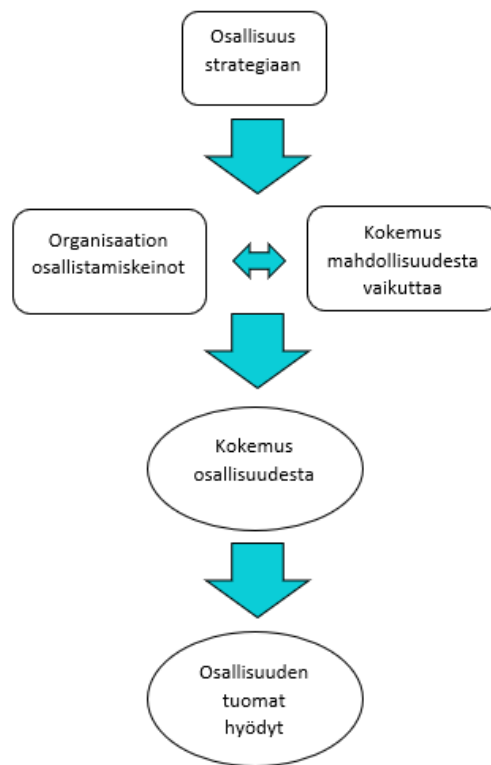 Osallisuus
strategiaan
Organisaation
osallistamiskeinot
Kokemus
mahdollisuudesta
vaikuttaa
Kokemus
osallisuudesta
Osallisuuden
tuomat
hyödyt